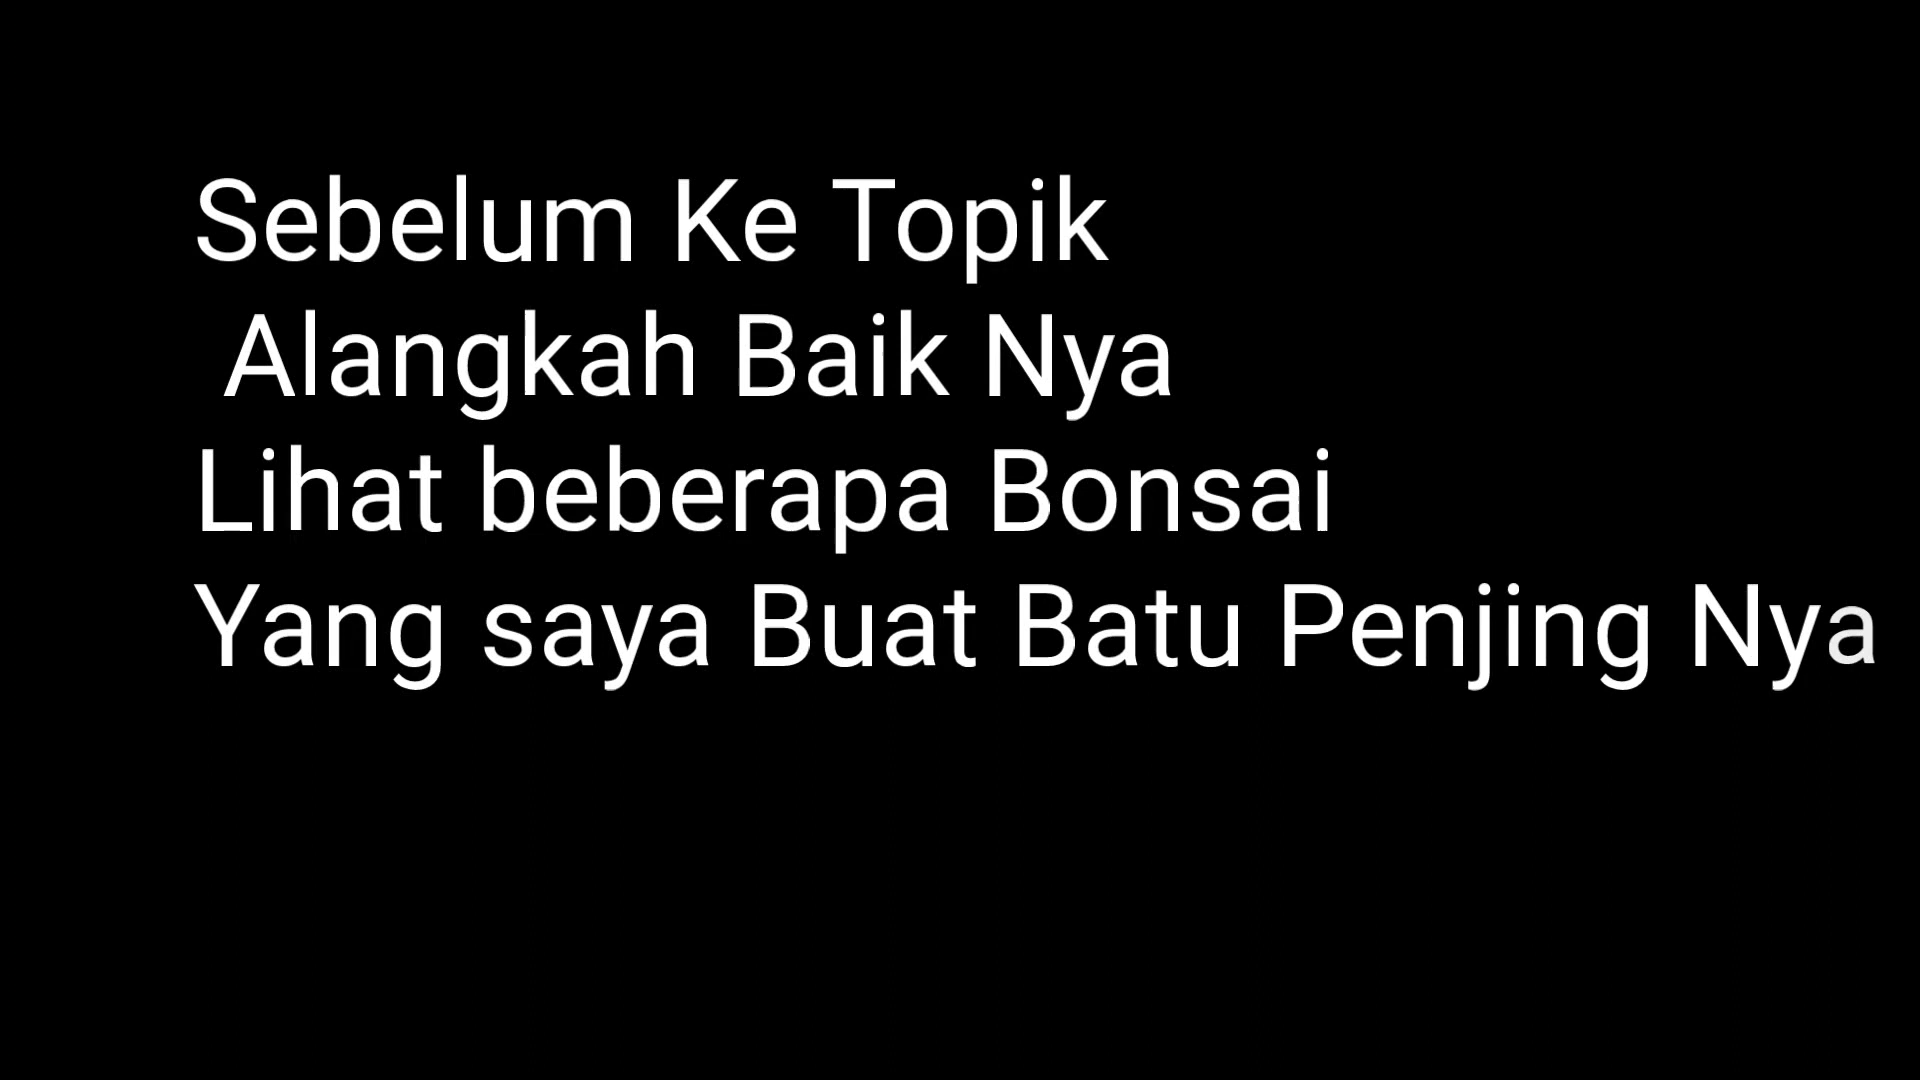 Sebelum Ke Topik
Alangkah Baik Nya
Lihat beberapa Bonsai
Yang saya Buat Batu Penjing Nya